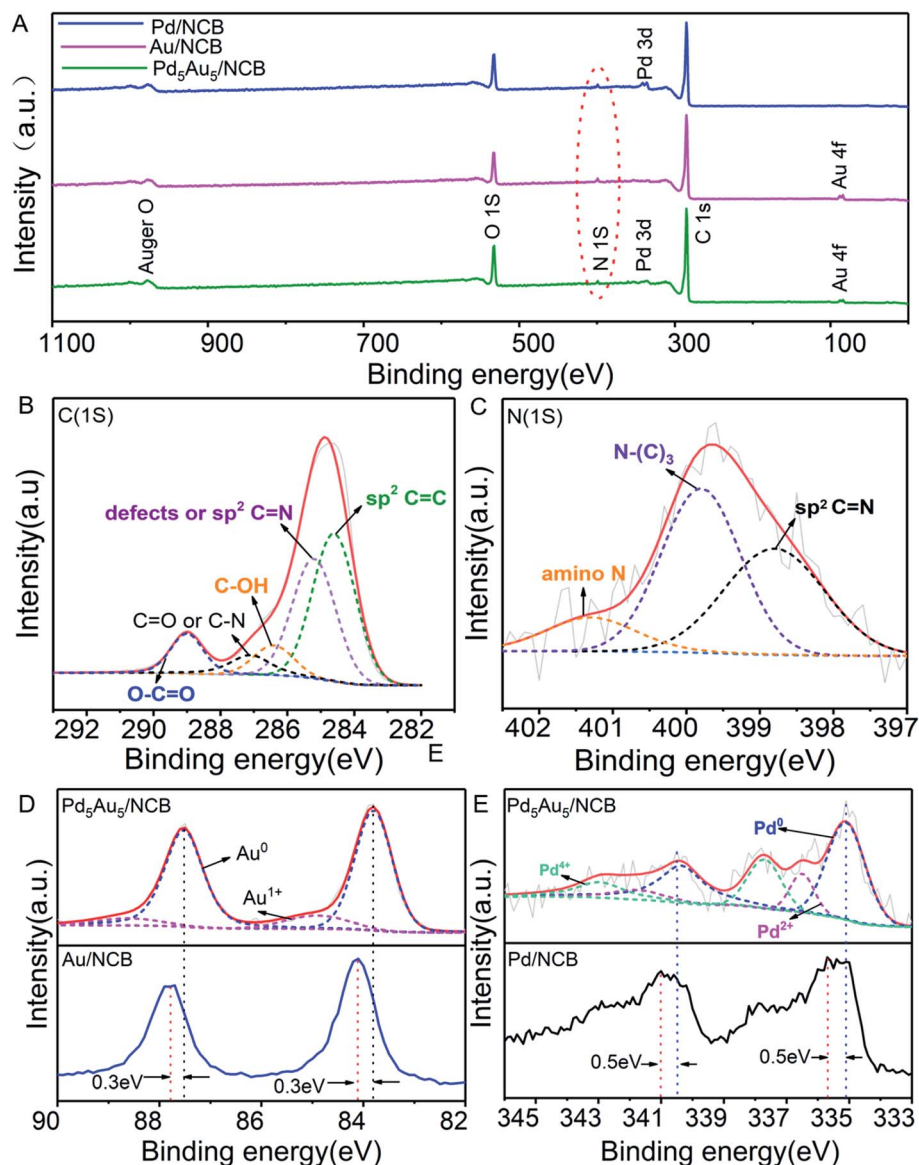 A
Pd/NCB
Au/NCB
Pd₅Au₅/NCB
Intensity (a.u.)
Auger O
O 1S
N 1S
Pd 3d
Pd 3d
C 1s
Au 4f
Au 4f
1100 900 700 500 300 100
Binding energy(eV)
B
C(1S)
defects or sp² C=N
sp² C=C
C-OH
C=O or C-N
O-C=O
Intensity(a.u)
292 290 288 286 284 282
Binding energy(eV)
E
C
N(1S)
N-(C)₃
sp² C=N
amino N
Intensity(a.u.)
402 401 400 399 398 397
Binding energy(eV)
D
Pd₅Au₅/NCB
Au⁰
Au¹⁺
Au/NCB
0.3eV
0.3eV
Intensity(a.u.)
90 88 86 84 82
Binding energy(eV)
E
Pd₅Au₅/NCB
Pd⁰
Pd⁴⁺
Pd²⁺
Pd/NCB
0.5eV
0.5eV
Intensity(a.u.)
345 343 341 339 337 335 333
Binding energy(eV)